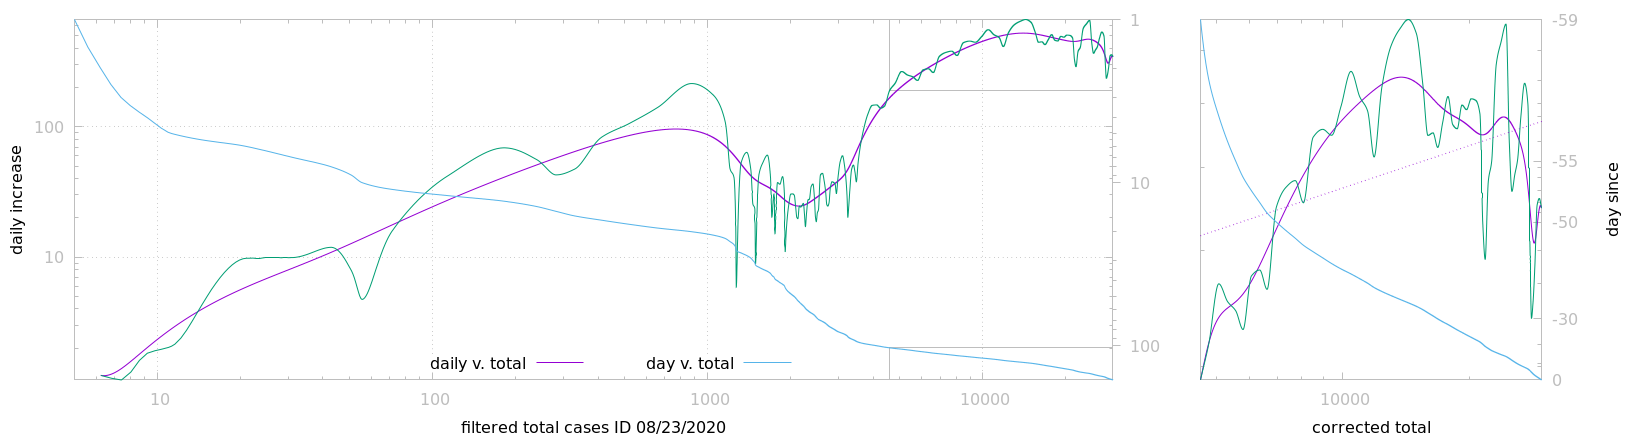 daily increase
100
10
10
100
1000
10000
1
10
100
daily v. total
day v. total
filtered total cases ID 08/23/2020
10000
-59
-55
-50
-30
0
day since
corrected total